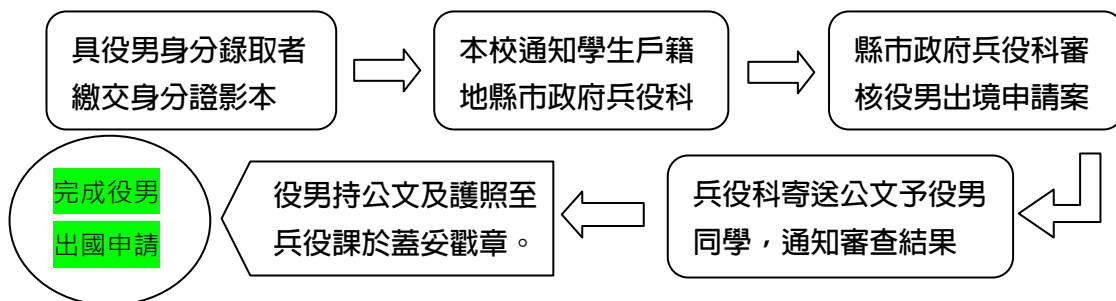 具役男身分錄取者
繳交身分證影本
本校通知學生戶籍
地縣市政府兵役科
縣市政府兵役科審
核役男出境申請案
兵役科寄送公文予役男
同學，通知審查結果
役男持公文及護照至
兵役課於蓋妥戳章。
完成役男
出國申請